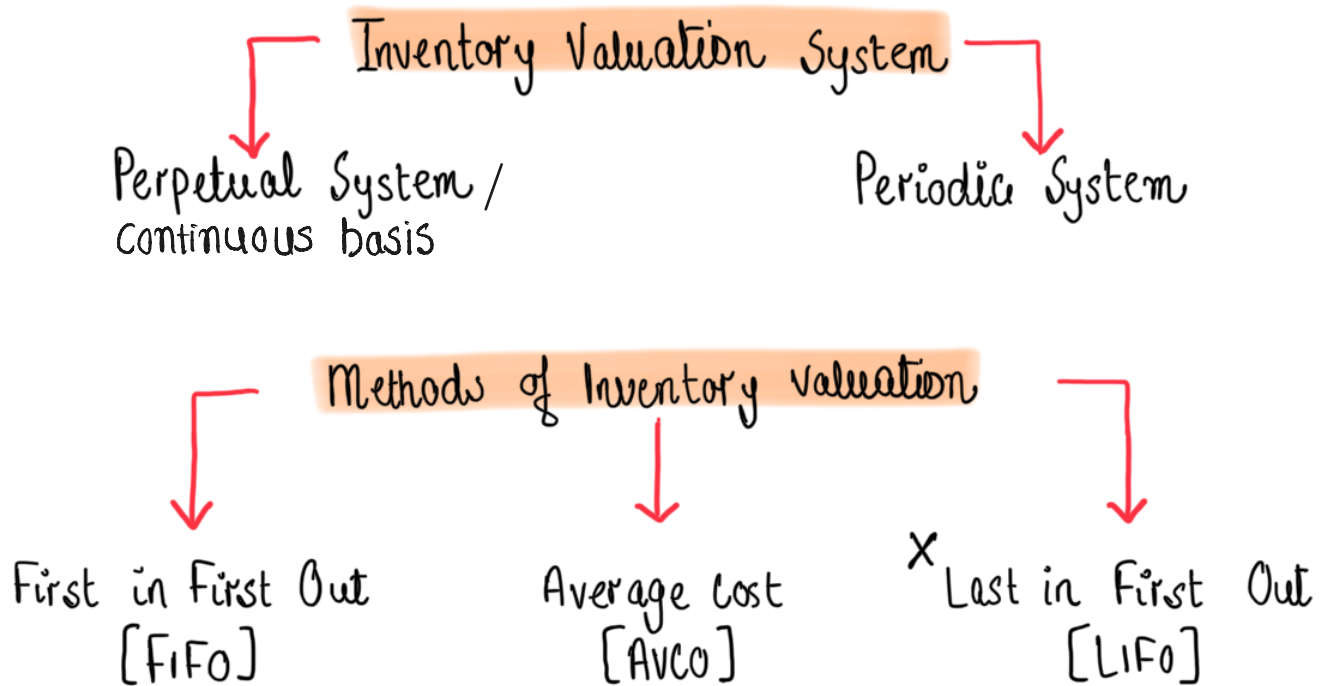 Inventory Valuation System
Perpetual System /
continuous basis
Periodic System
Methods of Inventory Valuation
First in First Out
[FIFO]
Average Cost
[AVCO]
X Last in First Out
[LIFO]